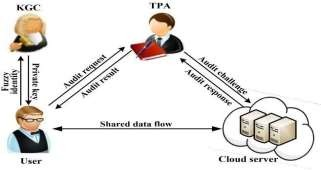 KGC
TPA
Fuzzy
identity
Private key
Audit request
Audit result
Audit challenge
Audit response
Shared data flow
User
Cloud server